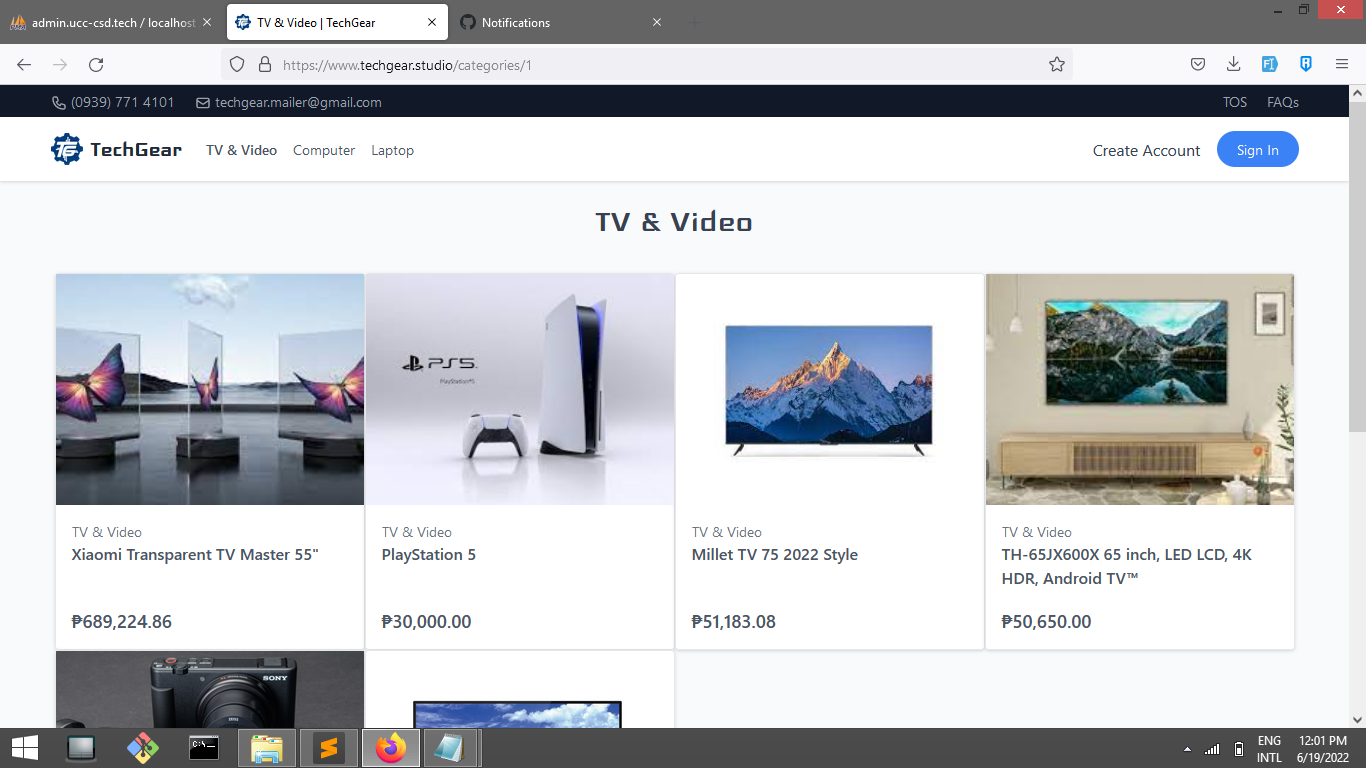 admin.ucc-csd.tech / localhost
TV & Video | TechGear
Notifications
https://www.techgear.studio/categories/1
(0939) 771 4101
techgear.mailer@gmail.com
TOS
FAQs
TechGear
TV & Video
Computer
Laptop
Create Account
Sign In
TV & Video
PS5
PlayStation 5
TV & Video
Xiaomi Transparent TV Master 55"
₱689,224.86
TV & Video
PlayStation 5
₱30,000.00
TV & Video
Millet TV 75 2022 Style
₱51,183.08
TV & Video
TH-65JX600X 65 inch, LED LCD, 4K
HDR, Android TV™
₱50,650.00
SONY
C:\_
ENG
INTL
12:01 PM
6/19/2022